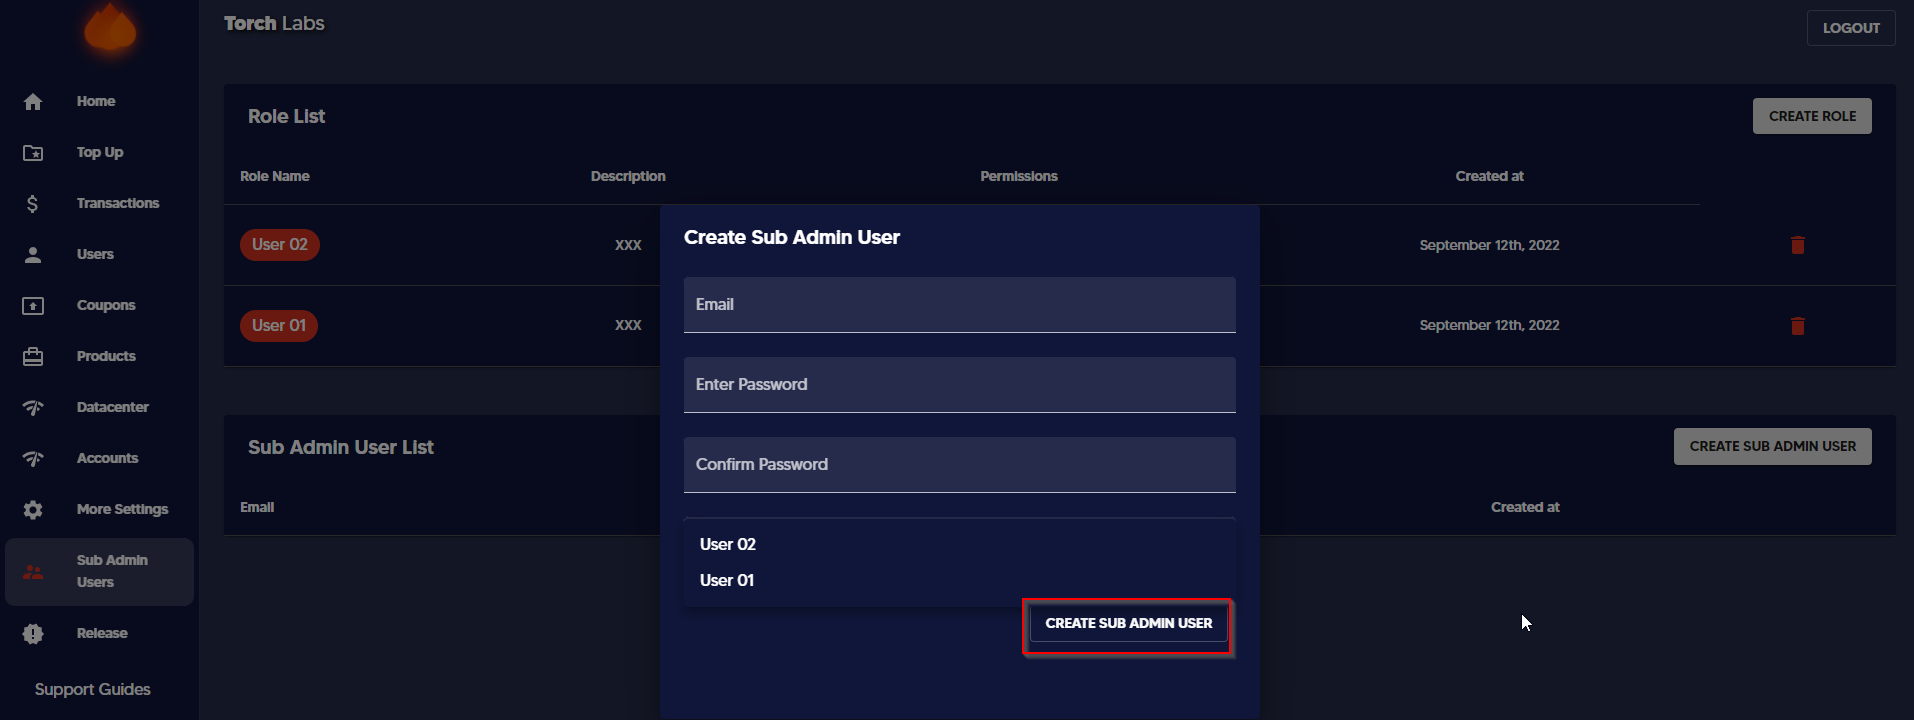 Torch Labs
LOGOUT
Home
Top Up
Transactions
Users
Coupons
Products
Datacenter
Accounts
More Settings
Sub Admin
Users
Release
Support Guides
Role List
CREATE ROLE
Role Name
Description
Permissions
Created at
User 02
XXX
September 12th, 2022
User 01
XXX
September 12th, 2022
Sub Admin User List
CREATE SUB ADMIN USER
Email
Created at
Create Sub Admin User
Email
Enter Password
Confirm Password
User 02
User 01
CREATE SUB ADMIN USER